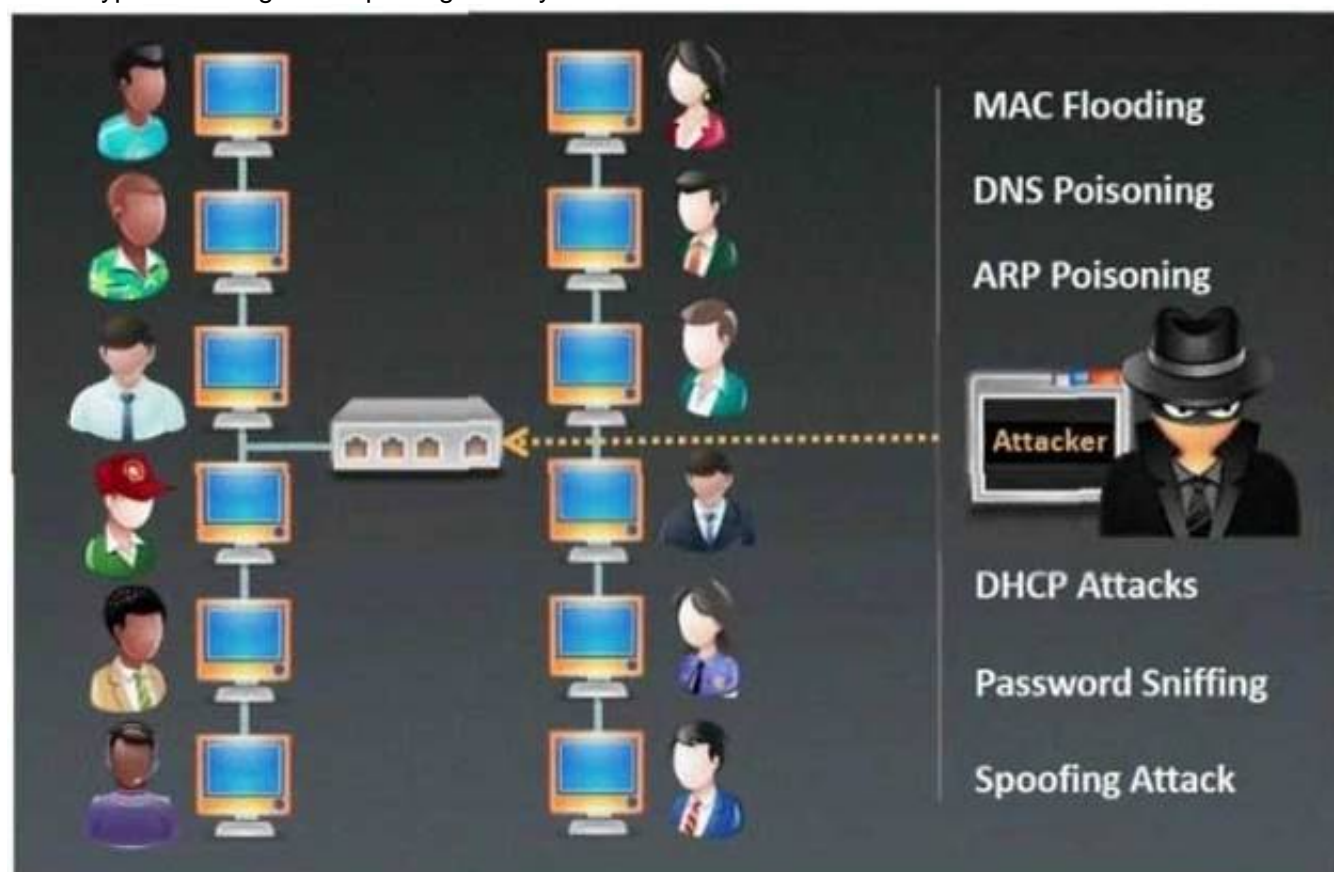 MAC Flooding
DNS Poisoning
ARP Poisoning
Attacker
DHCP Attacks
Password Sniffing
Spoofing Attack